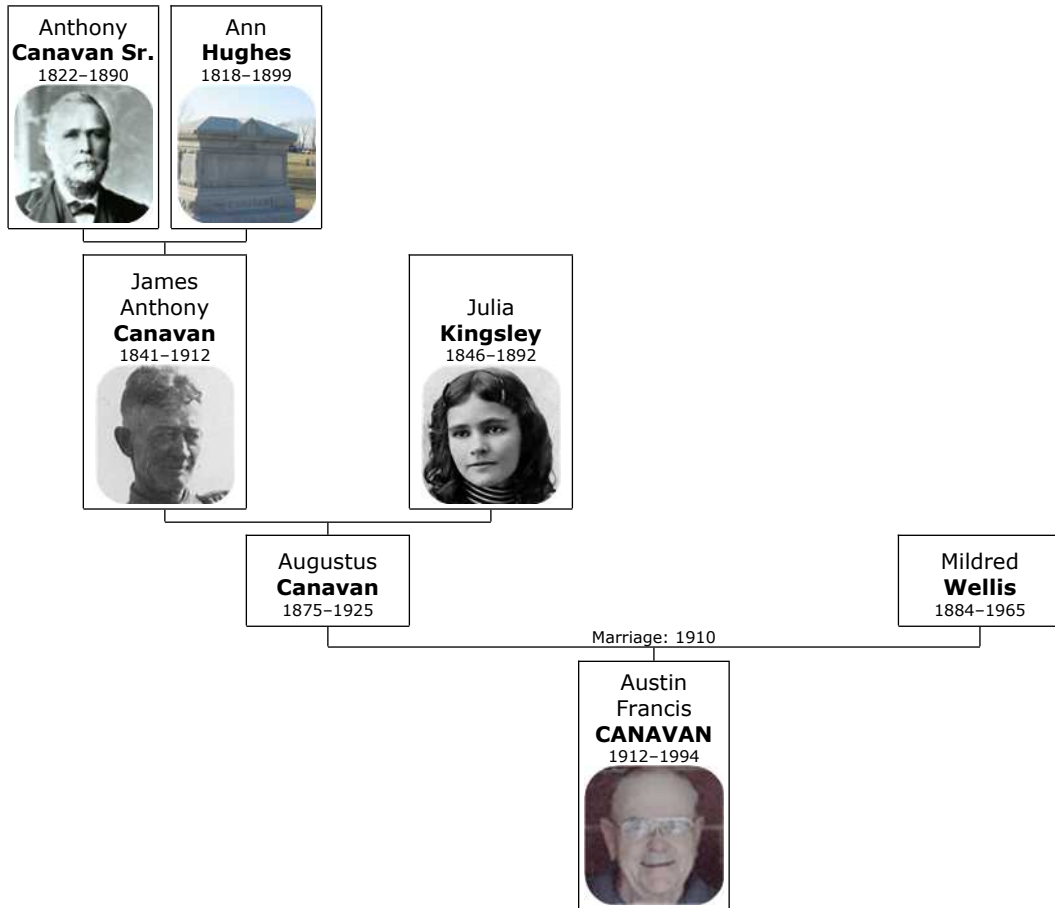 Anthony
Canavan Sr.
1822–1890
Ann
Hughes
1818–1899
James
Anthony
Canavan
1841–1912
Julia
Kingsley
1846–1892
Augustus
Canavan
1875–1925
Mildred
Wellis
1884–1965
Marriage: 1910
Austin
Francis
CANAVAN
1912–1994